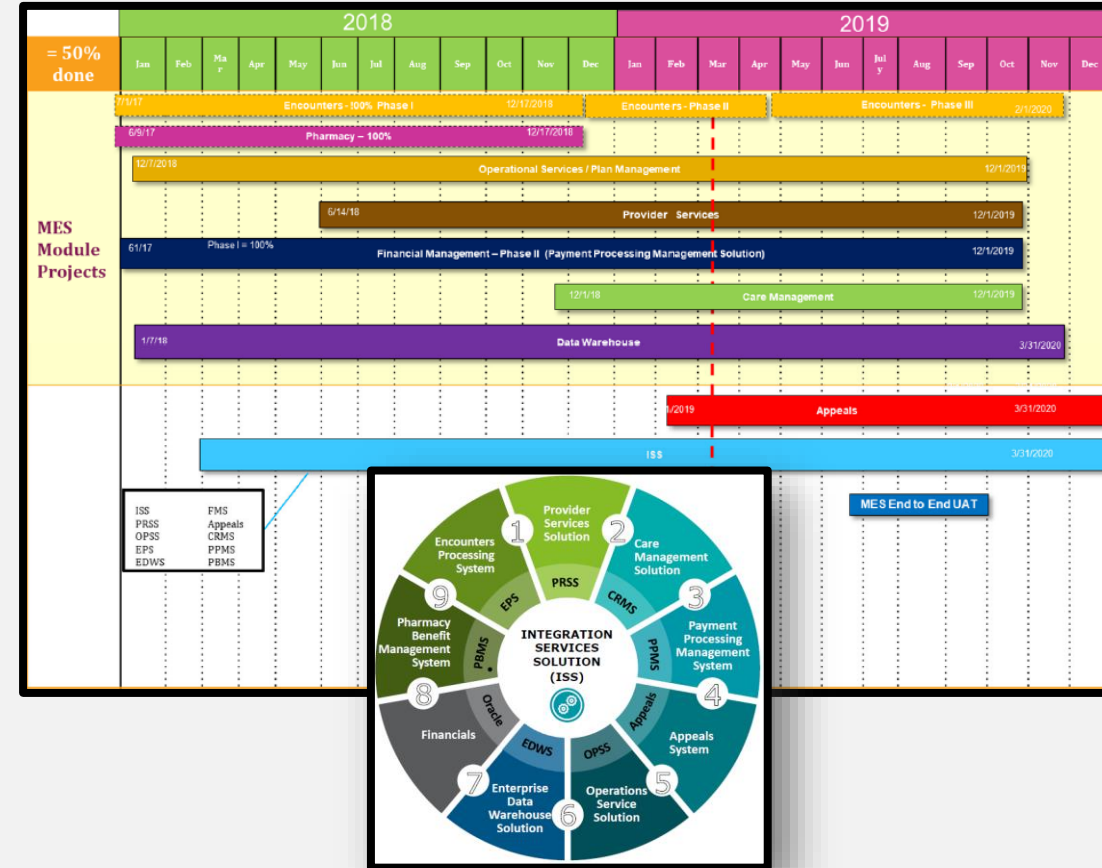 2018
2019
= 50%
done
Jan
Feb
Ma
r
Apr
May
Jun
Jul
Aug
Sep
Oct
Nov
Dec
Jan
Feb
Mar
Apr
May
Jun
Jul
y
Aug
Sep
Oct
Nov
Dec
7/1/17
Encounters - 100% Phase I
12/17/2018
Encounters - Phase II
Encounters - Phase III
2/1/2020
6/9/17
Pharmacy – 100%
12/17/2018
12/7/2018
Operational Services / Plan Management
12/1/2019
MES
Module
Projects
6/14/18
Provider Services
12/1/2019
61/17
Phase I = 100%
Financial Management – Phase II (Payment Processing Management Solution)
12/1/2019
12/1/18
Care Management
12/1/2019
1/7/18
Data Warehouse
3/31/2020
1/2019
Appeals
3/31/2020
ISS
3/31/2020
ISS FMS
PRSS Appeals
OPSS CRMS
EPS PPMS
EDWS PBMS
MES End to End UAT
1
Provider
Services
Solution
PRSS
2
Care
Management
Solution
CRMS
3
Payment
Processing
Management
System
PPMS
4
Appeals
System
Appeals
5
Operations
Service
Solution
OPSS
6
Enterprise
Data
Warehouse
Solution
EDWS
7
Financials
Oracle
8
Pharmacy
Benefit
Management
System
PBMS
9
Encounters
Processing
System
EPS
INTEGRATION
SERVICES
SOLUTION
(ISS)